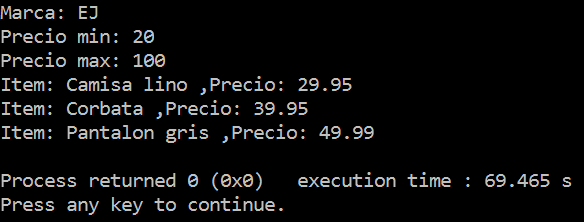 Marca: EJ
Precio min: 20
Precio max: 100
Item: Camisa lino ,Precio: 29.95
Item: Corbata ,Precio: 39.95
Item: Pantalon gris ,Precio: 49.99
Process returned 0 (0x0)   execution time : 69.465 s
Press any key to continue.